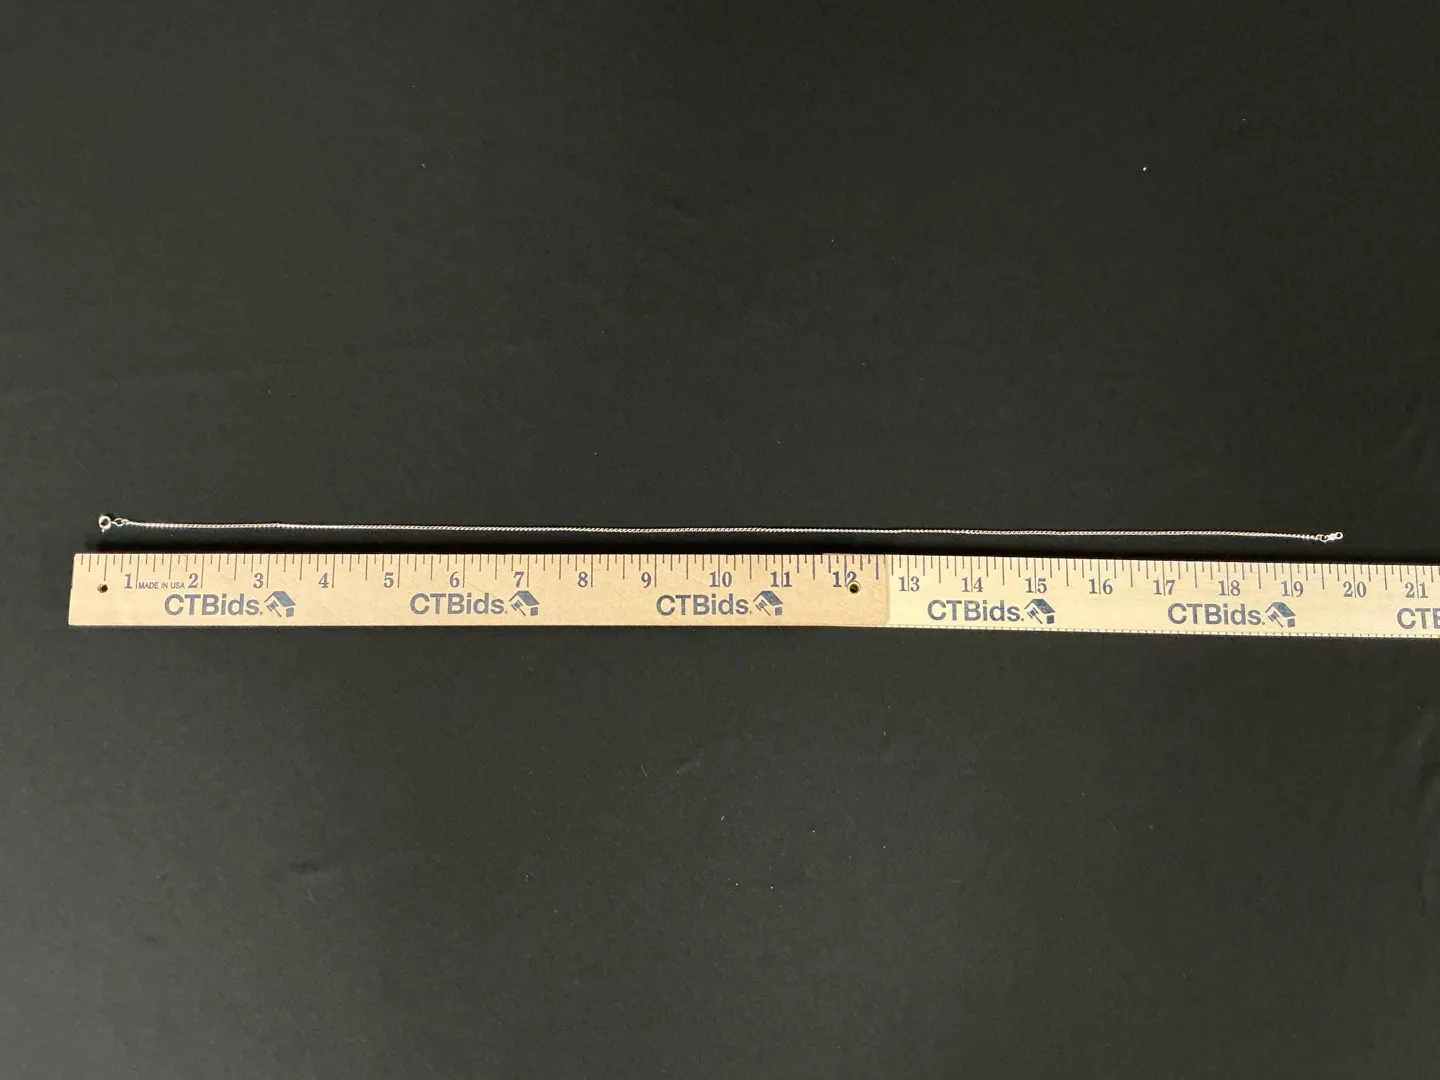 1 MADE IN USA 2 3 4 5 6 7 8 9 10 11 12 13 14 15 16 17 18 19 20 21
CTBids. CTBids. CTBids. CTBids. CTBids. CTB